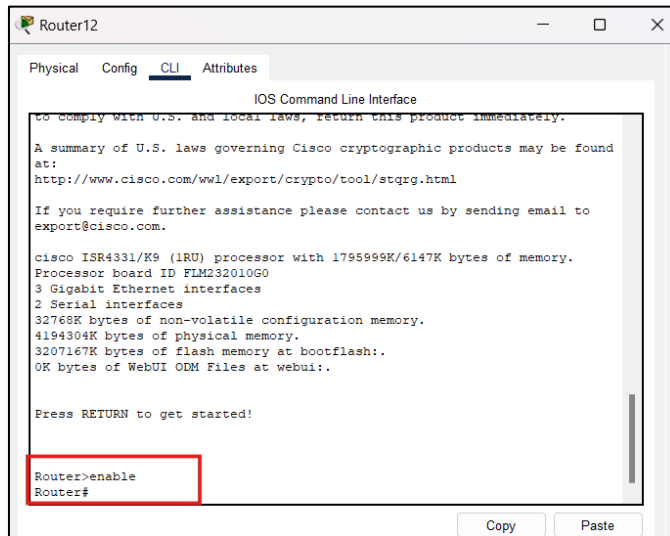 Router12
Physical Config CLI Attributes
IOS Command Line Interface
to comply with U.S. and local laws, return this product immediately.
A summary of U.S. laws governing Cisco cryptographic products may be found
at:
http://www.cisco.com/wwl/export/crypto/tool/stqrg.html
If you require further assistance please contact us by sending email to
export@cisco.com.
cisco ISR4331/K9 (1RU) processor with 1795999K/6147K bytes of memory.
Processor board ID FLM232010G0
3 Gigabit Ethernet interfaces
2 Serial interfaces
32768K bytes of non-volatile configuration memory.
4194304K bytes of physical memory.
3207167K bytes of flash memory at bootflash:.
0K bytes of WebUI ODM Files at webui:.
Press RETURN to get started!
Router>enable
Router#
Copy Paste